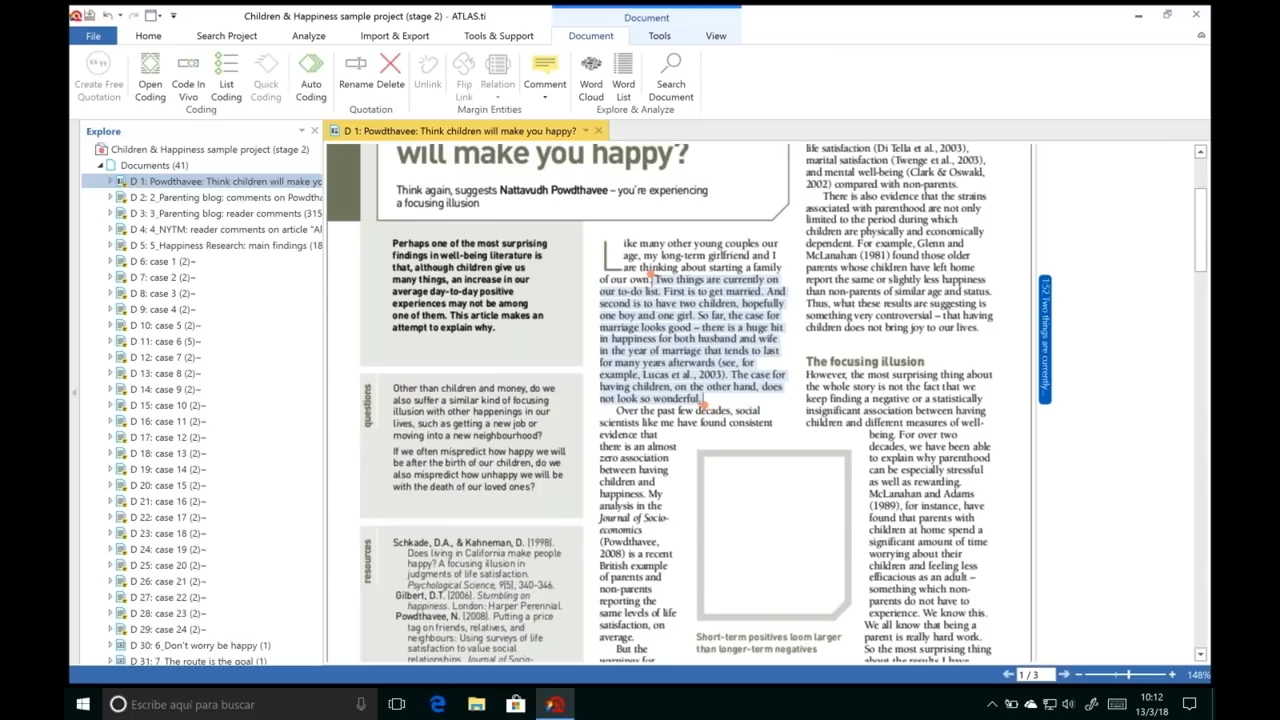 Children & Happiness sample project (stage 2) - ATLAS.ti
Document
File
Home
Search Project
Analyze
Import & Export
Tools & Support
Document
Tools
View
Create Free
Quotation
Open
Coding
Code In
Vivo
List
Coding
Quick
Coding
Auto
Coding
Coding
Rename
Delete
Quotation
Unlink
Flip
Link
Relation
Comment
Margin Entities
Word
Cloud
Word
List
Search
Document
Explore & Analyze
Explore
Children & Happiness sample project (stage 2)
Documents (41)
D 1: Powdthavee: Think children will make yo
D 2: 2_Parenting blog: comments on Powdtha
D 3: 3_Parenting blog: reader comments (315
D 4: 4_NYTM: reader comments on article "Al
D 5: 5_Happiness Research: main findings (18
D 6: case 1 (2)~
D 7: case 2 (2)~
D 8: case 3 (2)~
D 9: case 4 (2)~
D 10: case 5 (2)~
D 11: case 6 (5)~
D 12: case 7 (2)~
D 13: case 8 (2)~
D 14: case 9 (2)~
D 15: case 10 (2)~
D 16: case 11 (2)~
D 17: case 12 (2)~
D 18: case 13 (2)~
D 19: case 14 (2)~
D 20: case 15 (2)~
D 21: case 16 (2)~
D 22: case 17 (2)~
D 23: case 18 (2)~
D 24: case 19 (2)~
D 25: case 20 (2)~
D 26: case 21 (2)~
D 27: case 22 (2)~
D 28: case 23 (2)~
D 29: case 24 (2)~
D 30: 6_Don't worry be happy (1)
D 31: 7_The route is the goal (1)
D 1: Powdthavee: Think children will make you happy?
will make you happy?
Think again, suggests Nattavudh Powdthavee – you're experiencing
a focusing illusion
Perhaps one of the most surprising
findings in well-being literature is
that, although children give us
many things, an increase in our
average day-to-day positive
experiences may not be among
one of them. This article makes an
attempt to explain why.
questions
Other than children and money, do we
also suffer a similar kind of focusing
illusion with other happenings in our
lives, such as getting a new job or
moving into a new neighbourhood?
If we often mispredict how happy we will
be after the birth of our children, do we
also mispredict how unhappy we will be
with the death of our loved ones?
resources
Schkade, D.A., & Kahneman, D. (1998).
Does living in California make people
happy? A focusing illusion in
judgments of life satisfaction.
Psychological Science, 9(5), 340–346.
Gilbert, D.T. (2006). Stumbling on
happiness. London: Harper Perennial.
Powdthavee, N. (2008). Putting a price
tag on friends, relatives, and
neighbours: Using surveys of life
satisfaction to value social
relationships. Journal of Socio-
Like many other young couples our
age, my long-term girlfriend and I
are thinking about starting a family
of our own. Two things are currently on
our to-do list. First is to get married. And
second is to have two children, hopefully
one boy and one girl. So far, the case for
marriage looks good – there is a huge hit
in happiness for both husband and wife
in the year of marriage that tends to last
for many years afterwards (see, for
example, Lucas et al., 2003). The case for
having children, on the other hand, does
not look so wonderful.
Over the past few decades, social
scientists like me have found consistent
evidence that
there is an almost
zero association
between having
children and
happiness. My
analysis in the
Journal of Socio-
economics
(Powdthavee,
2008) is a recent
British example
of parents and
non-parents
reporting the
same levels of life
satisfaction, on
average.
But the
warnings for
Short-term positives loom larger
than longer-term negatives
life satisfaction (Di Tella et al., 2003),
marital satisfaction (Twenge et al., 2003),
and mental well-being (Clark & Oswald,
2002) compared with non-parents.
There is also evidence that the strains
associated with parenthood are not only
limited to the period during which
children are physically and economically
dependent. For example, Glenn and
McLanahan (1981) found those older
parents whose children have left home
report the same or slightly less happiness
than non-parents of similar age and status.
Thus, what these results are suggesting is
something very controversial – that having
children does not bring joy to our lives.
The focusing illusion
However, the most surprising thing about
the whole story is not the fact that we
keep finding a negative or a statistically
insignificant association between having
children and different measures of well-
being. For over two
decades, we have been able
to explain why parenthood
can be especially stressful
as well as rewarding.
McLanahan and Adams
(1989), for instance, have
found that parents with
children at home spend a
significant amount of time
worrying about their
children and feeling less
efficacious as an adult –
something which non-
parents do not have to
experience. We know this.
We all know that being a
parent is really hard work.
So the most surprising
about the results I have
1:52 Two things are currently...
1 / 3
148%
Escribe aquí para buscar
10:12
13/3/18